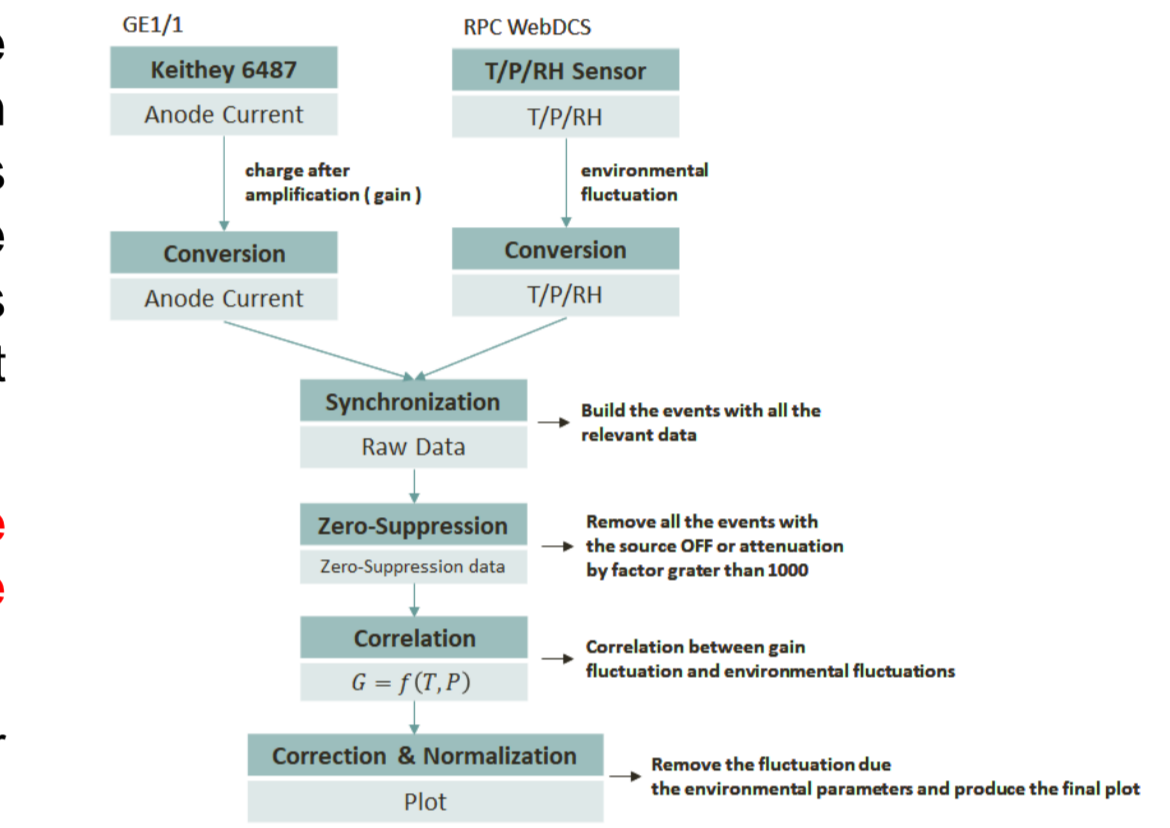 GE1/1
RPC WebDCS
Keithey 6487
T/P/RH Sensor
Anode Current
T/P/RH
charge after
amplification ( gain )
environmental
fluctuation
Conversion
Conversion
Anode Current
T/P/RH
Synchronization
Raw Data
Build the events with all the
relevant data
Zero-Suppression
Zero-Suppression data
Remove all the events with
the source OFF or attenuation
by factor grater than 1000
Correlation
G = f(T, P)
Correlation between gain
fluctuation and environmental fluctuations
Correction & Normalization
Plot
Remove the fluctuation due
the environmental parameters and produce the final plot